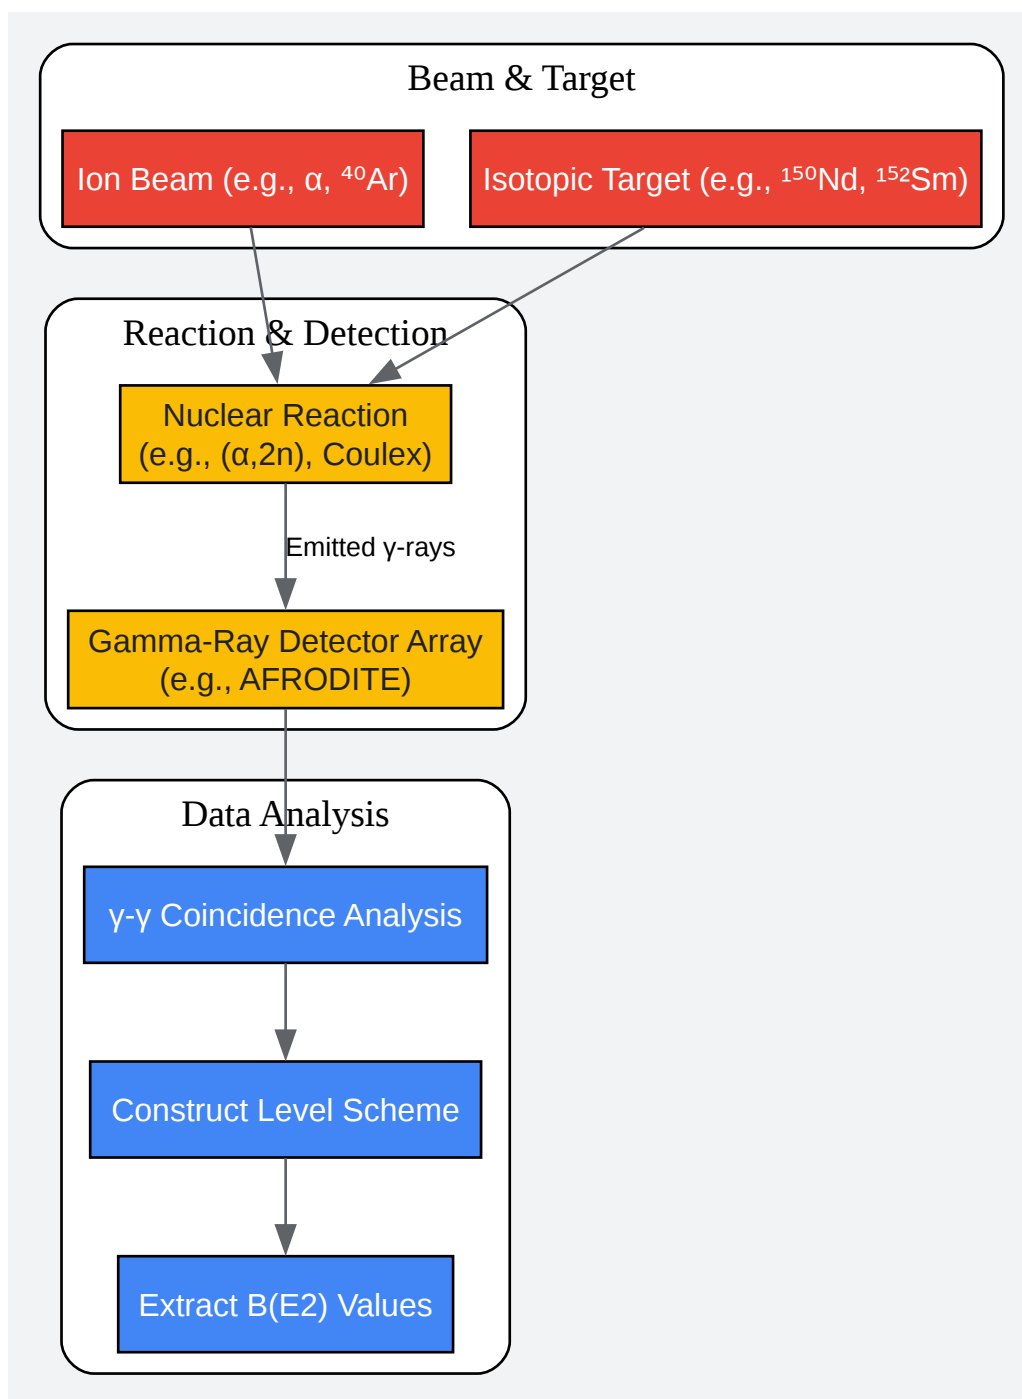 Beam & Target
Ion Beam (e.g., α, ⁴⁰Ar)
Isotopic Target (e.g., ¹⁵⁰Nd, ¹⁵²Sm)
Reaction & Detection
Nuclear Reaction
(e.g., (α,2n), Coulex)
Emitted γ-rays
Gamma-Ray Detector Array
(e.g., AFRODITE)
Data Analysis
γ-γ Coincidence Analysis
Construct Level Scheme
Extract B(E2) Values